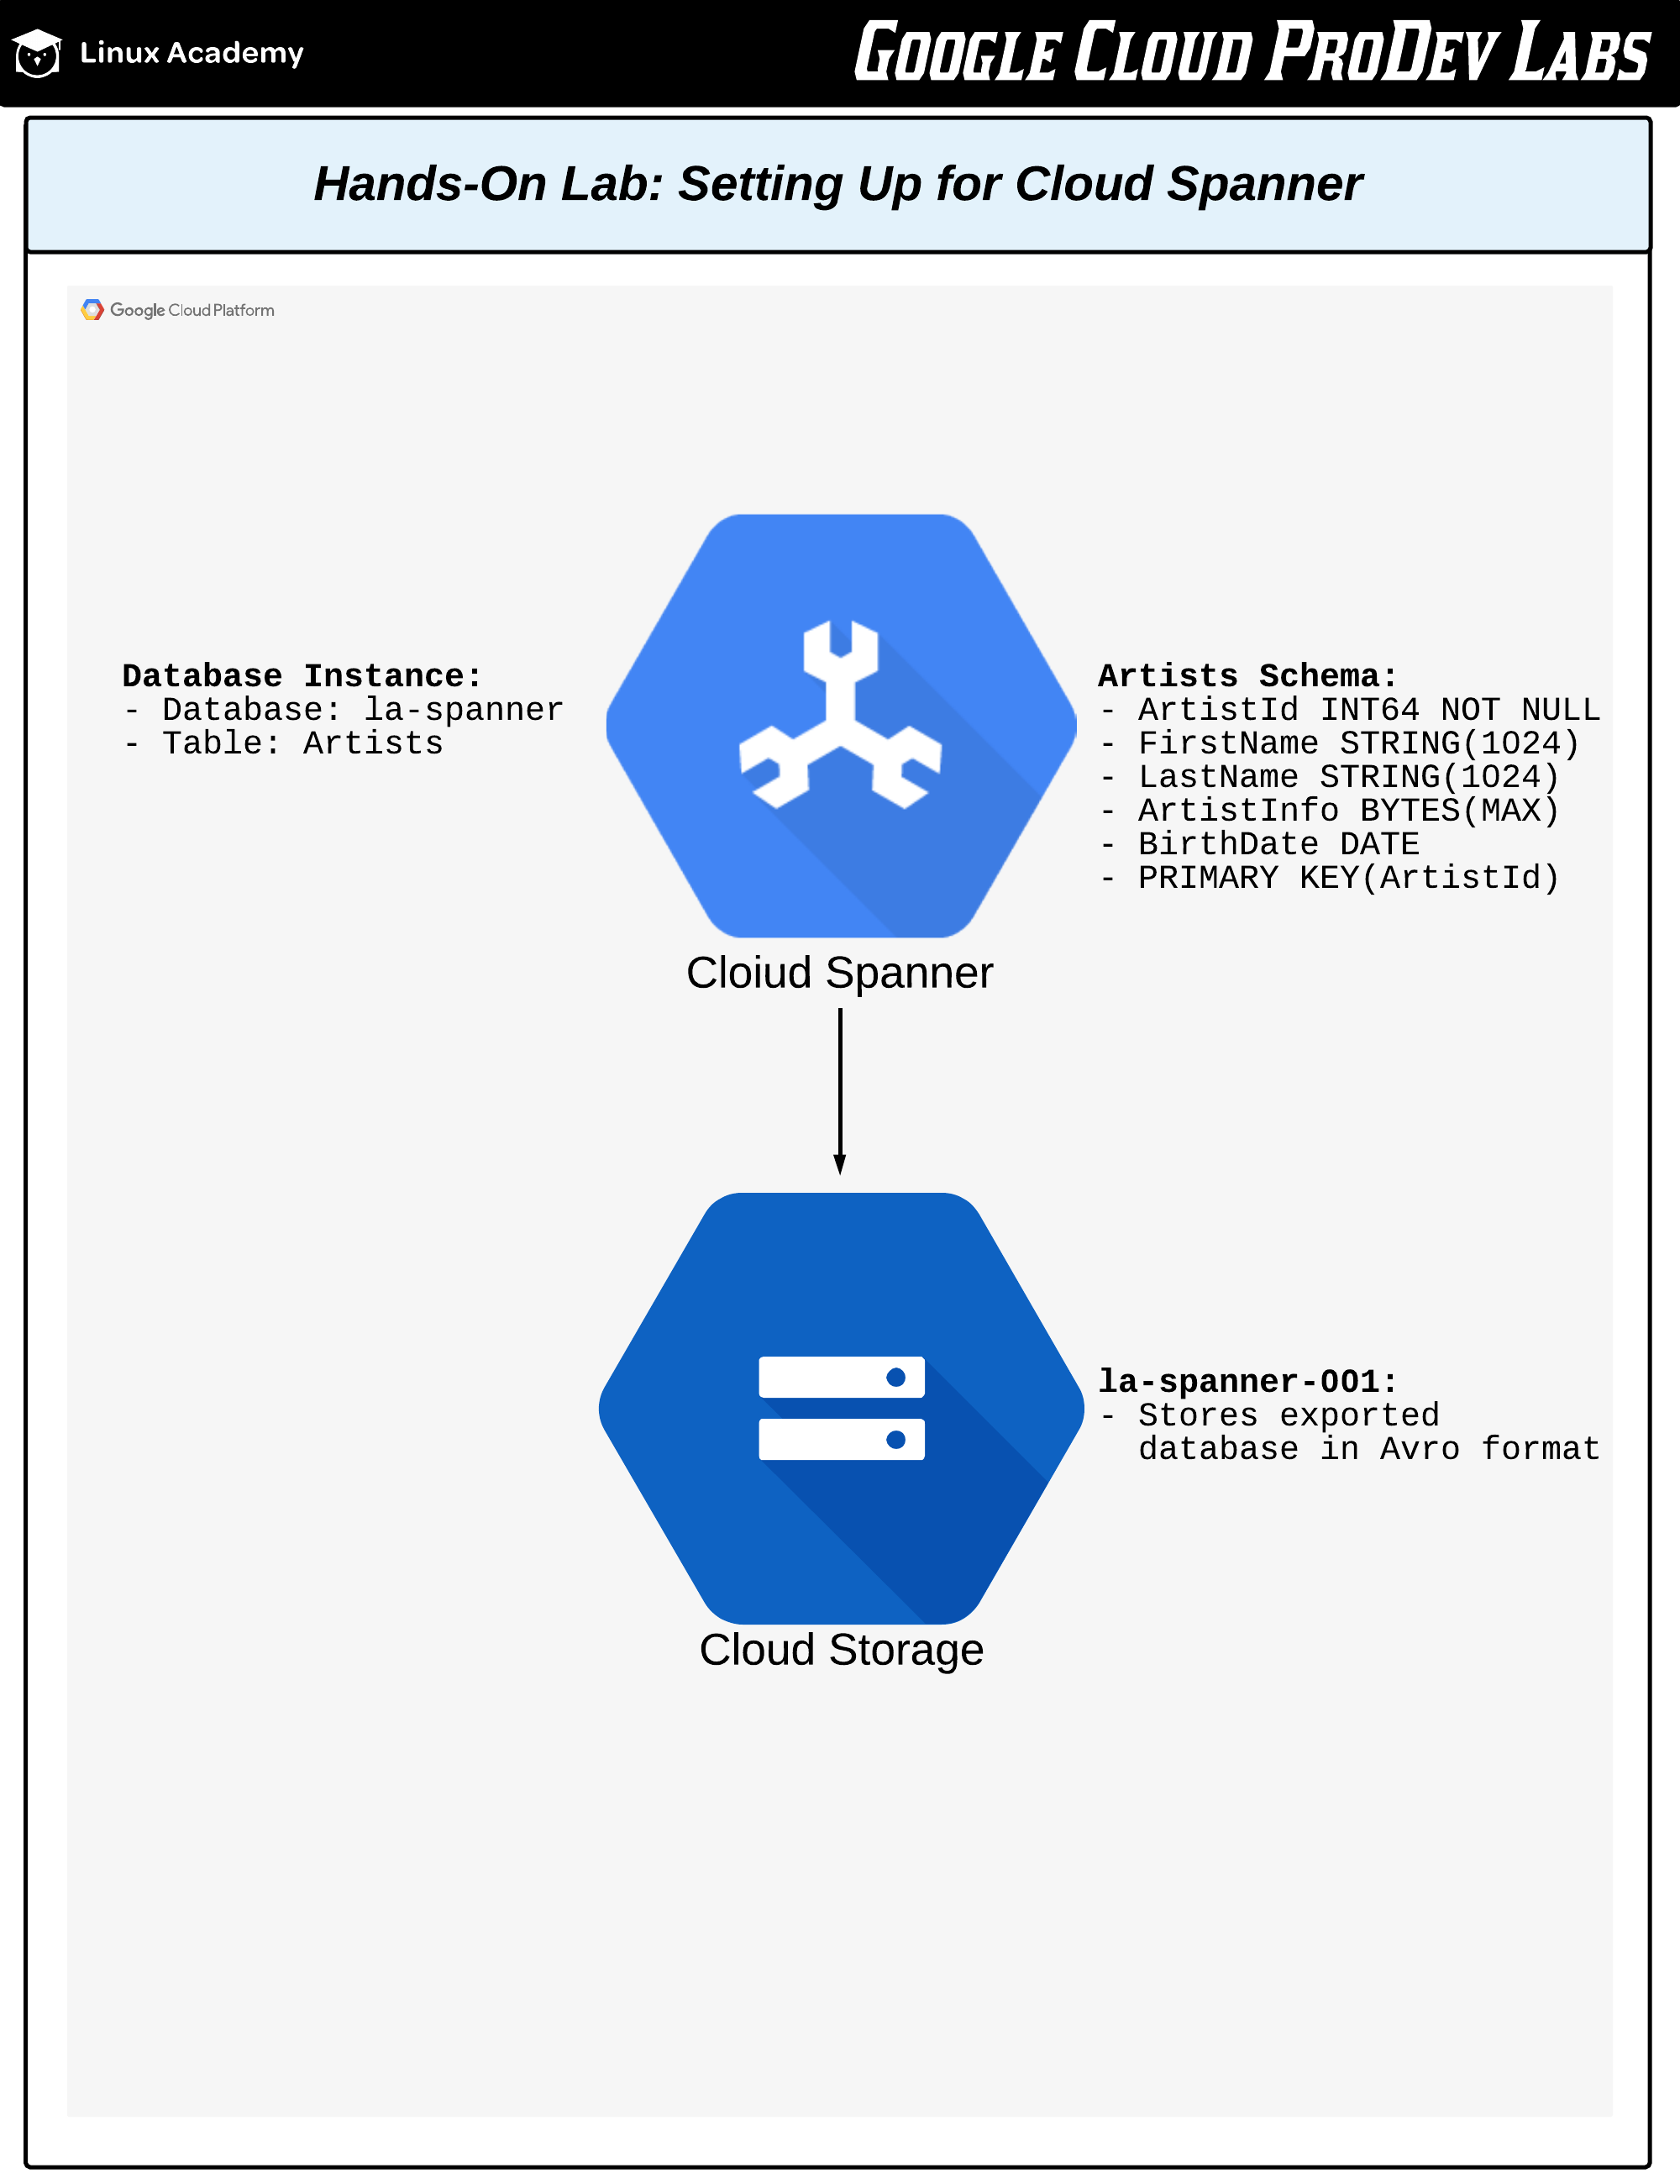 Linux Academy
Google Cloud ProDev Labs
Hands-On Lab: Setting Up for Cloud Spanner
Google Cloud Platform
Database Instance:
- Database: la-spanner
- Table: Artists
Artists Schema:
- ArtistId INT64 NOT NULL
- FirstName STRING(1024)
- LastName STRING(1024)
- ArtistInfo BYTES(MAX)
- BirthDate DATE
- PRIMARY KEY(ArtistId)
Cloiud Spanner
la-spanner-001:
- Stores exported
database in Avro format
Cloud Storage